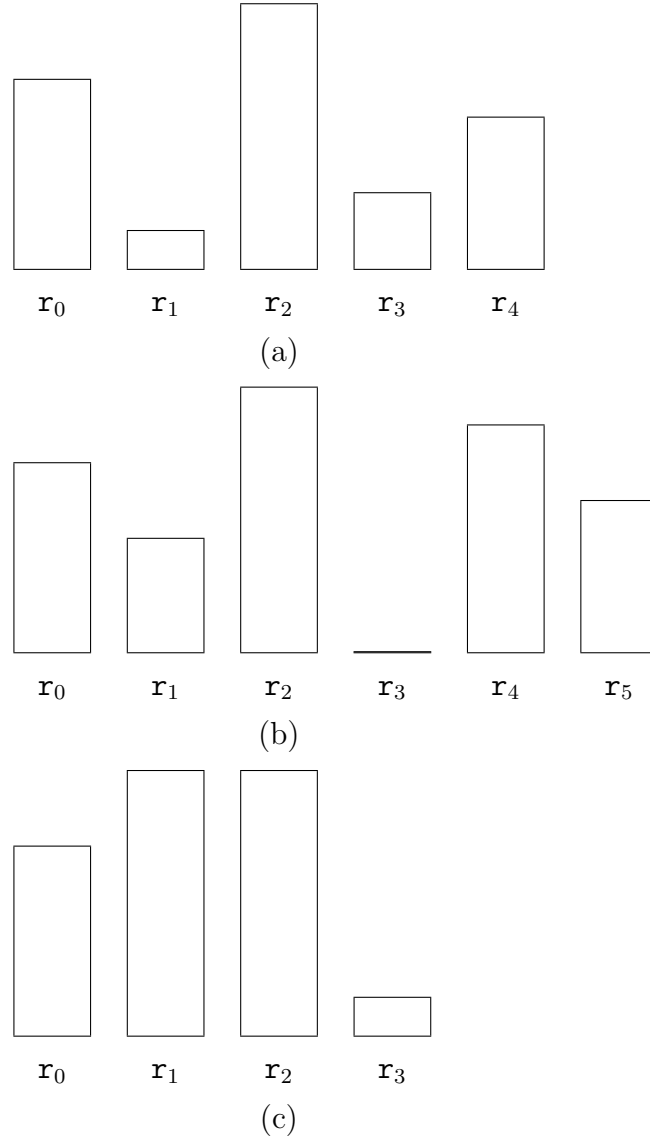 r₀ r₁ r₂ r₃ r₄
(a)
r₀ r₁ r₂ r₃ r₄ r₅
(b)
r₀ r₁ r₂ r₃
(c)